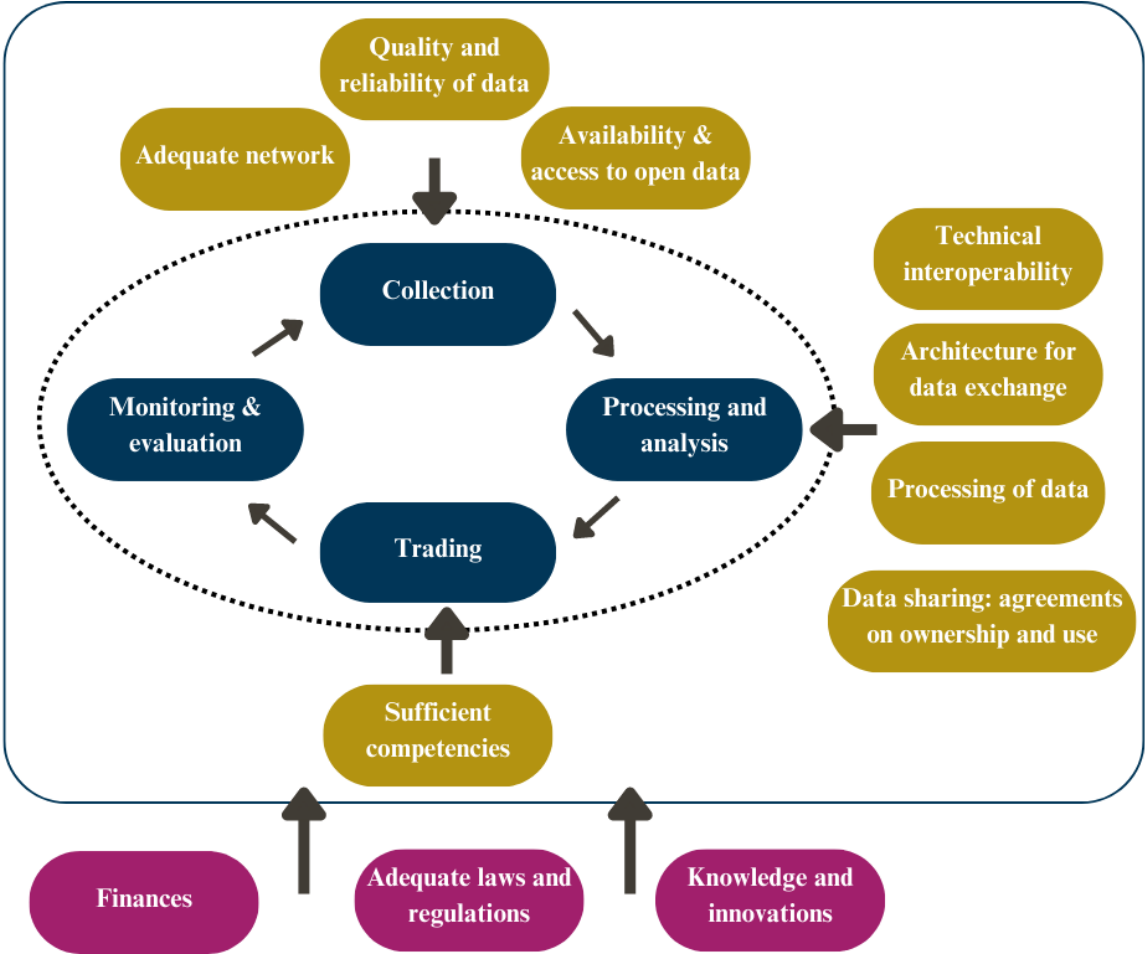 Quality and
reliability of data
Adequate network
Availability &
access to open data
Technical
interoperability
Collection
Architecture for
data exchange
Monitoring &
evaluation
Processing and
analysis
Processing of data
Trading
Data sharing: agreements
on ownership and use
Sufficient
competencies
Finances
Adequate laws and
regulations
Knowledge and
innovations